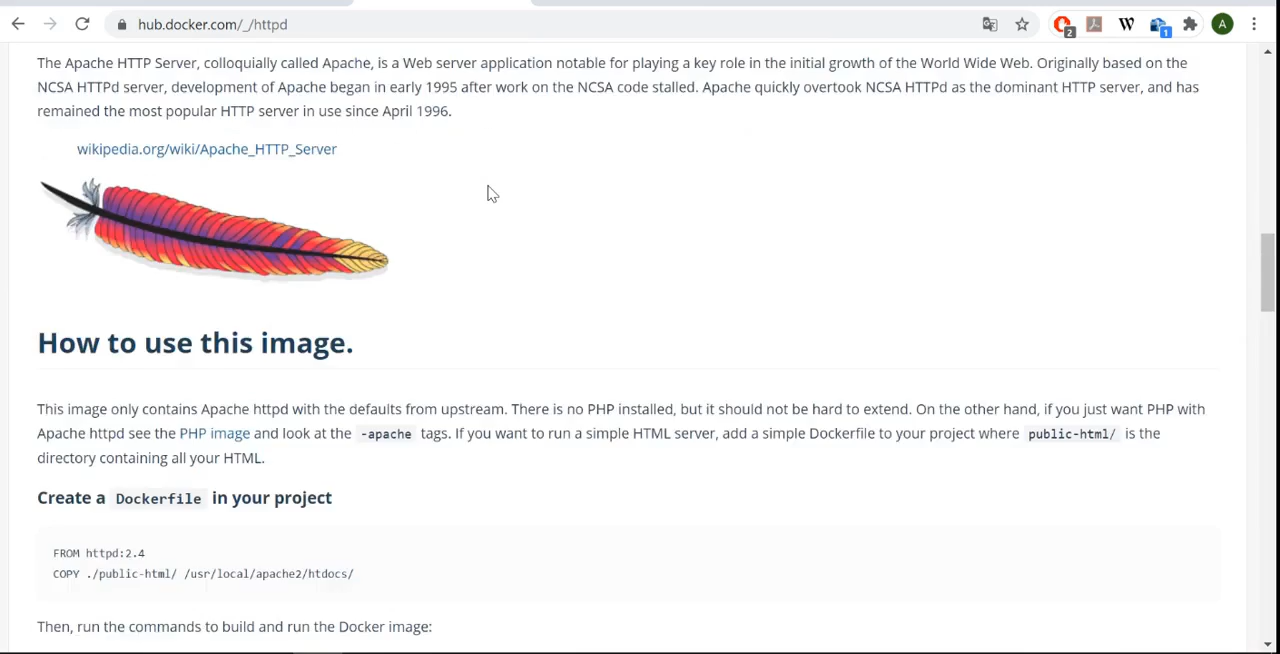 hub.docker.com/_/httpd
2
1
A
The Apache HTTP Server, colloquially called Apache, is a Web server application notable for playing a key role in the initial growth of the World Wide Web. Originally based on the
NCSA HTTPd server, development of Apache began in early 1995 after work on the NCSA code stalled. Apache quickly overtook NCSA HTTPd as the dominant HTTP server, and has
remained the most popular HTTP server in use since April 1996.
wikipedia.org/wiki/Apache_HTTP_Server
How to use this image.
This image only contains Apache httpd with the defaults from upstream. There is no PHP installed, but it should not be hard to extend. On the other hand, if you just want PHP with
Apache httpd see the PHP image and look at the -apache tags. If you want to run a simple HTML server, add a simple Dockerfile to your project where public-html/ is the
directory containing all your HTML.
Create a Dockerfile in your project
FROM httpd:2.4
COPY ./public-html/ /usr/local/apache2/htdocs/
Then, run the commands to build and run the Docker image: